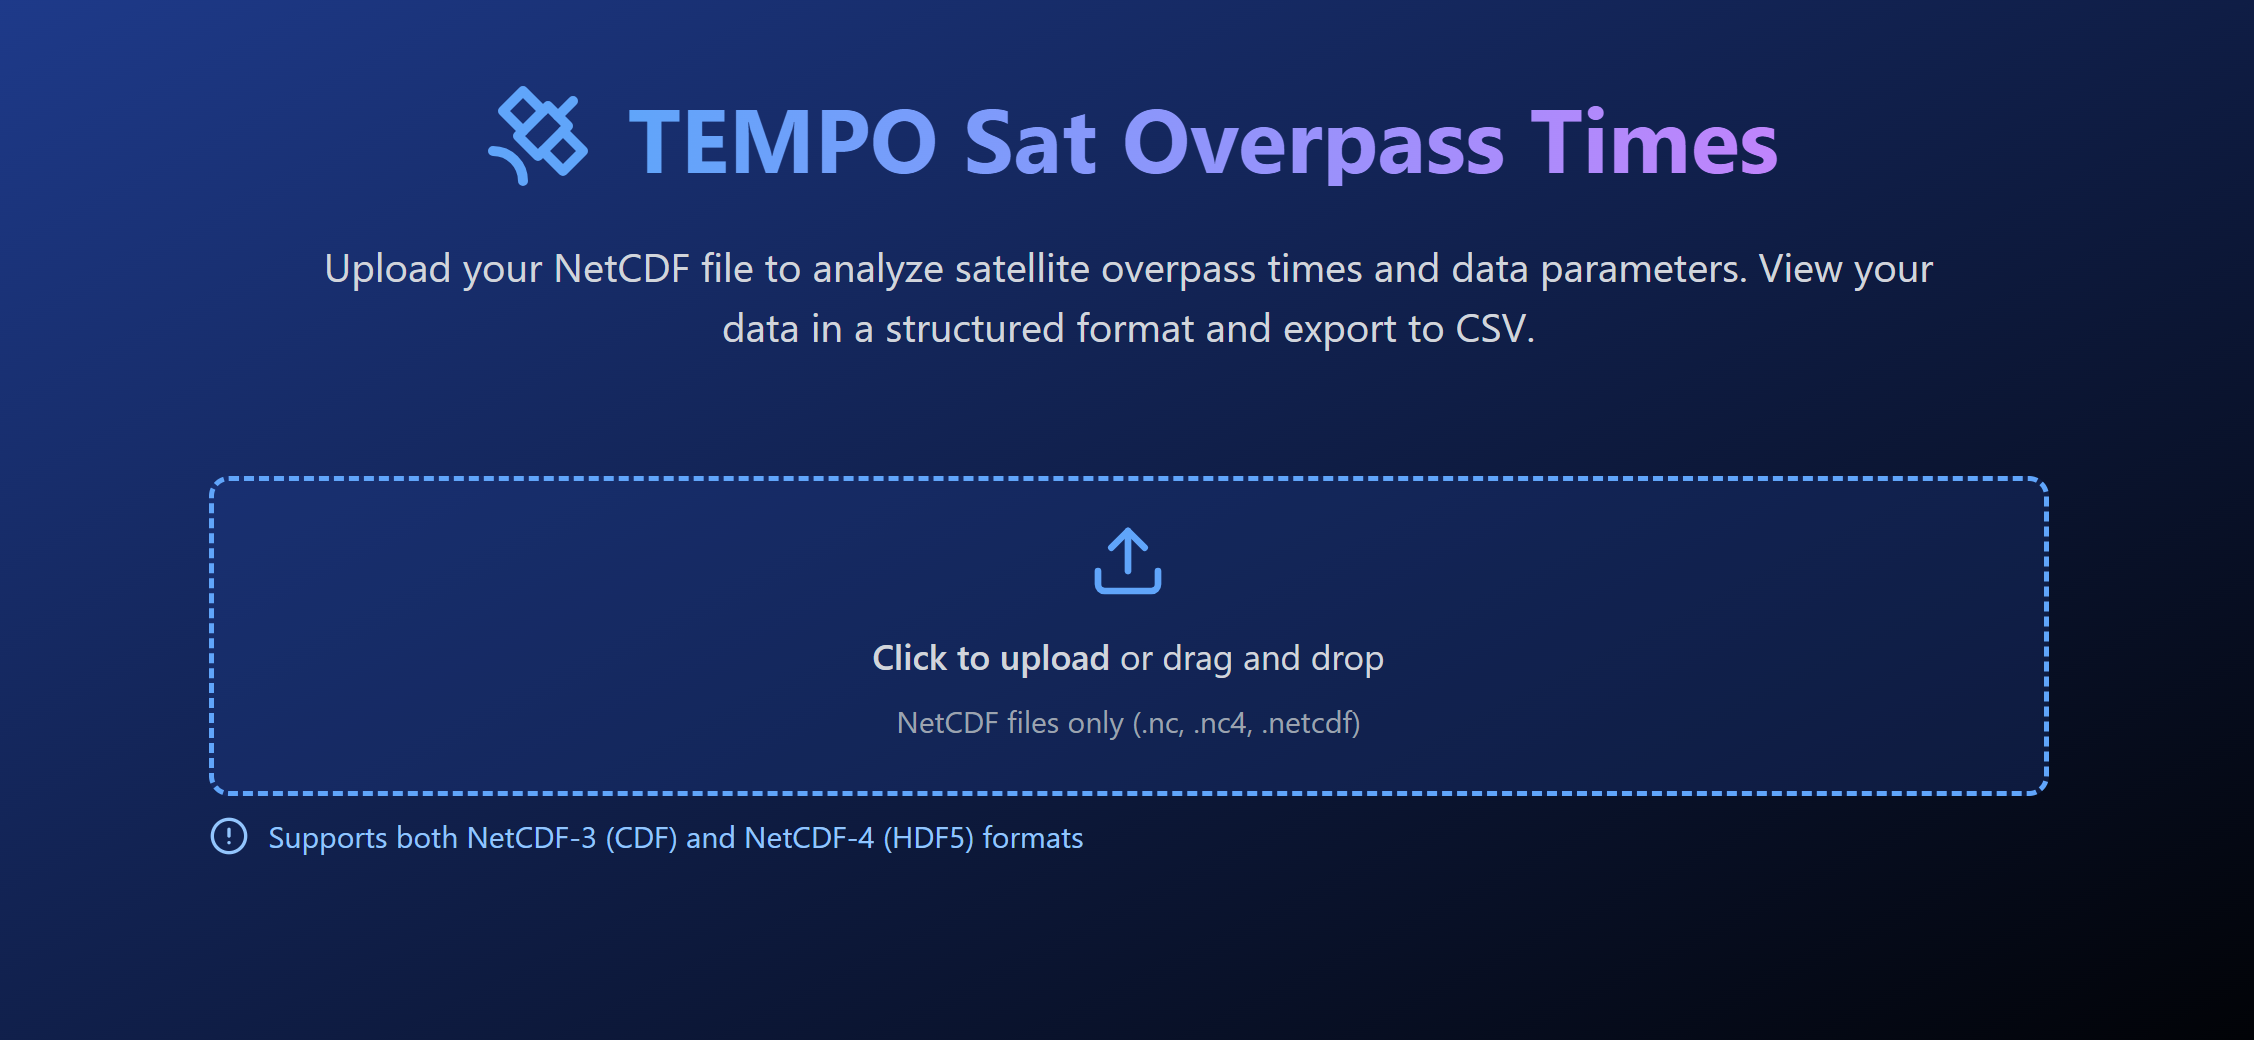 TEMPO Sat Overpass Times
Upload your NetCDF file to analyze satellite overpass times and data parameters. View your
data in a structured format and export to CSV.
Click to upload or drag and drop
NetCDF files only (.nc, .nc4, .netcdf)
Supports both NetCDF-3 (CDF) and NetCDF-4 (HDF5) formats